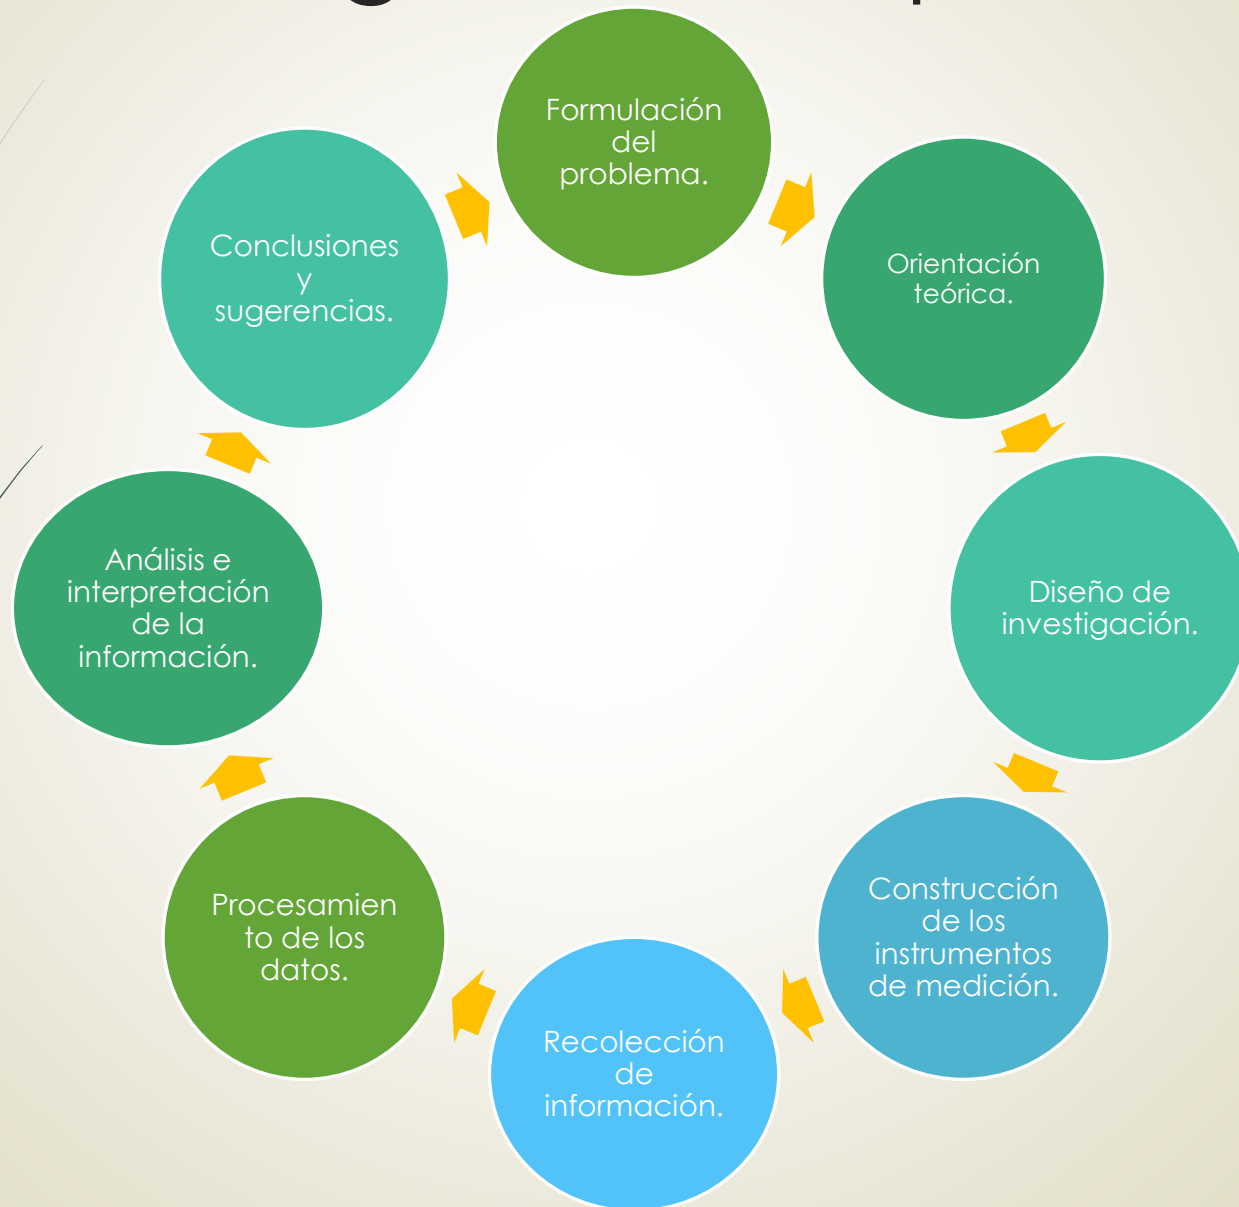 Formulación
del
problema.
Orientación
teórica.
Diseño de
investigación.
Construcción
de los
instrumentos
de medición.
Recolección
de
información.
Procesamien
to de los
datos.
Análisis e
interpretación
de la
información.
Conclusiones
y
sugerencias.